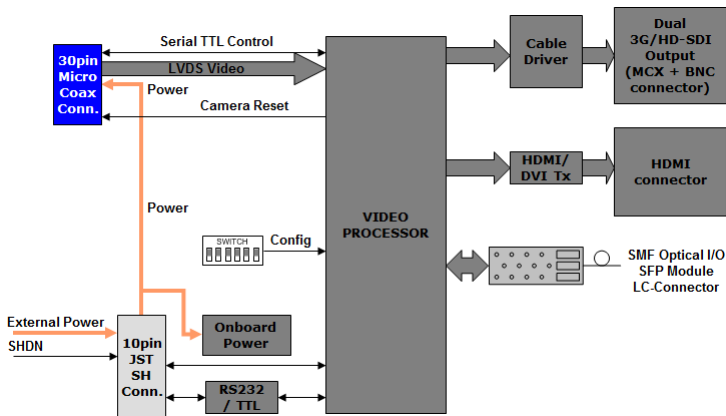 Serial TTL Control
30pin
Micro
Coax
Conn.
LVDS Video
Power
Camera Reset
Cable
Driver
Dual
3G/HD-SDI
Output
(MCX + BNC
connector)
HDMI/
DVI Tx
HDMI
connector
Power
VIDEO
PROCESSOR
SWITCH
Config
SMF Optical I/O
SFP Module
LC-Connector
External Power
SHDN
10pin
JST
SH
Conn.
Onboard
Power
RS232
/ TTL